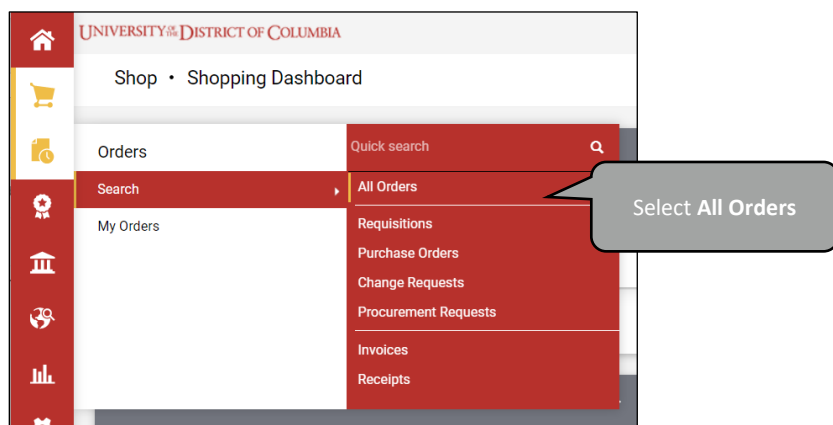 UNIVERSITY OF THE DISTRICT OF COLUMBIA
Shop • Shopping Dashboard
Orders
Search
My Orders
Quick search
All Orders
Requisitions
Purchase Orders
Change Requests
Procurement Requests
Invoices
Receipts
Select All Orders